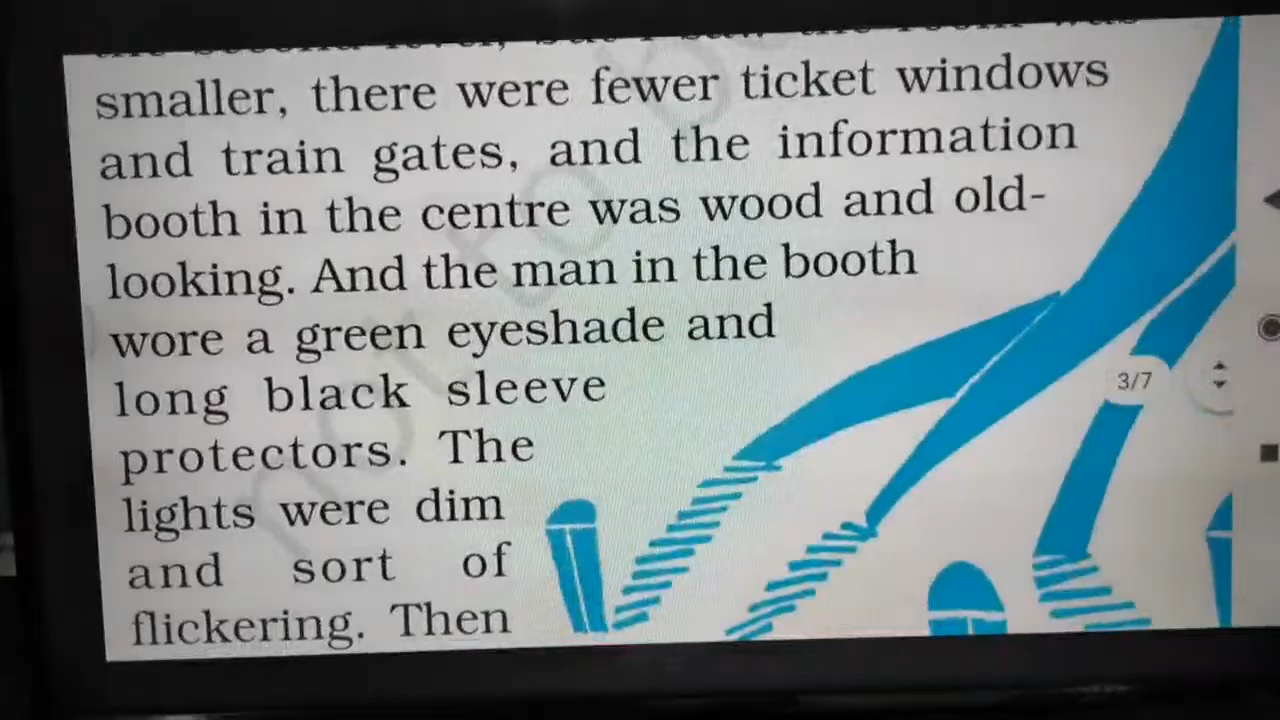 smaller, there were fewer ticket windows
and train gates, and the information
booth in the centre was wood and old-
looking. And the man in the booth
wore a green eyeshade and
long black sleeve
protectors. The
lights were dim
and sort of
flickering. Then
3/7